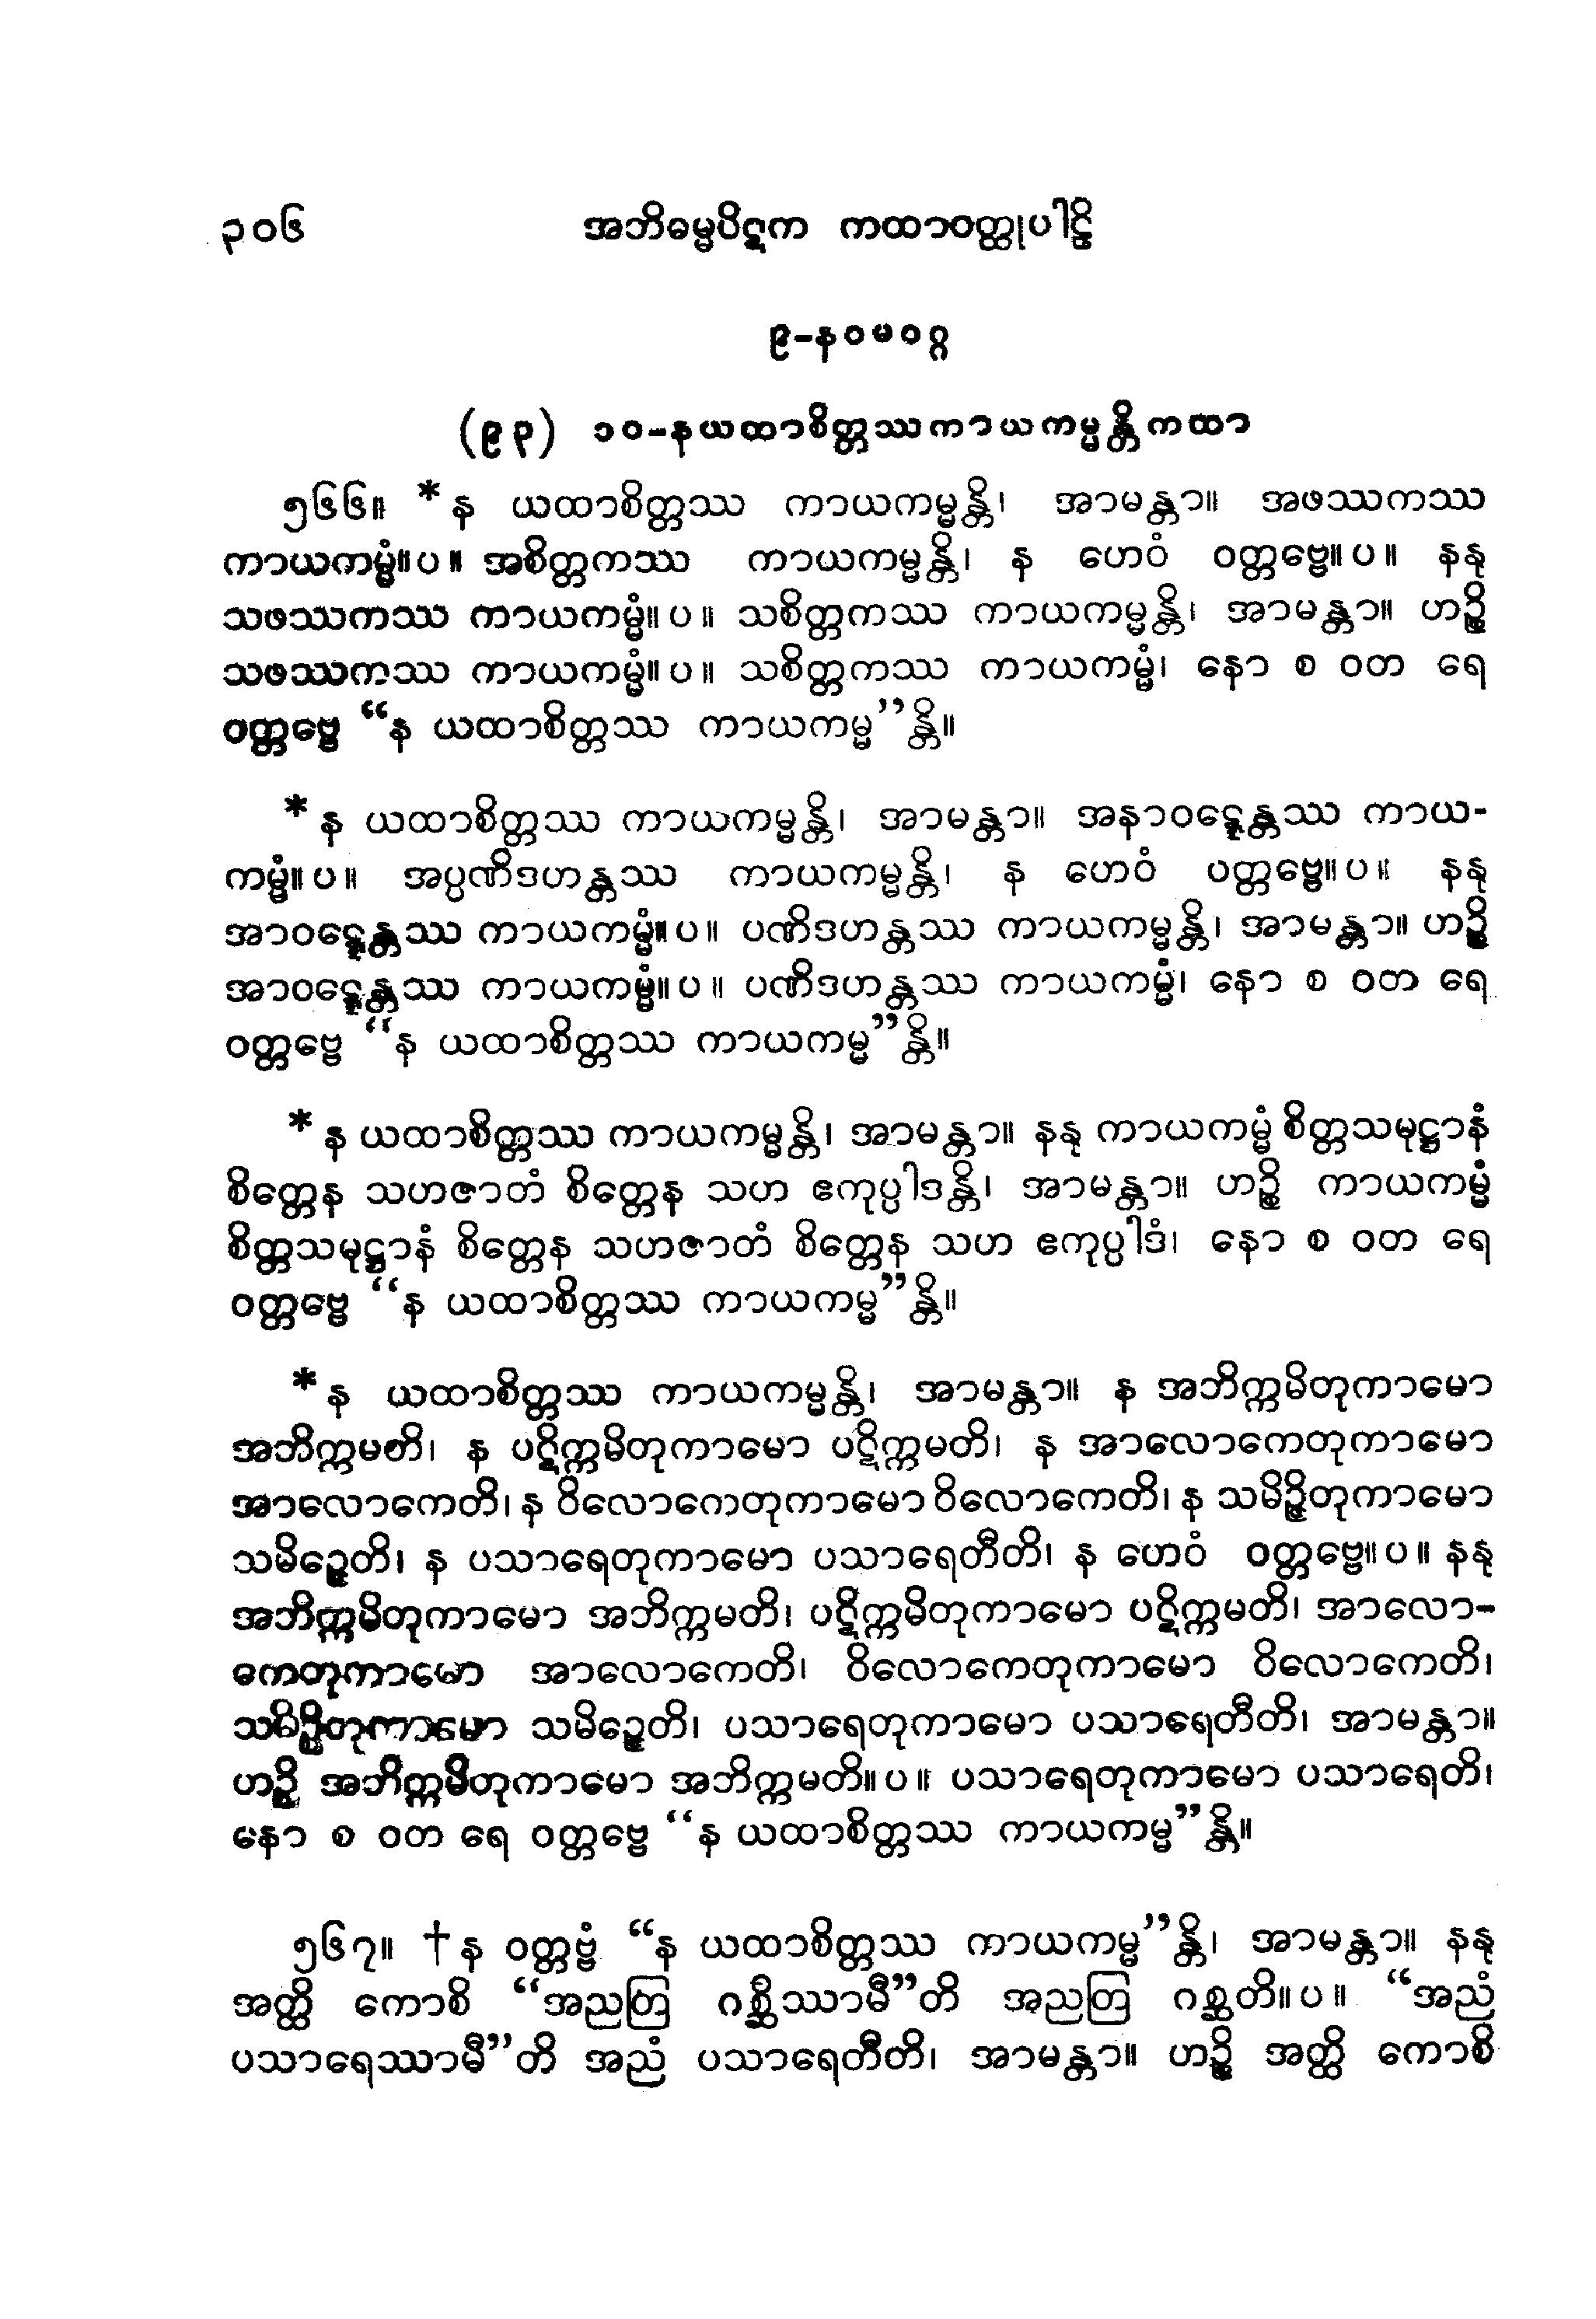 ၃၀၆ အဘိဓမ္မပိဋက ကထာဝတ္ထုပါဠိ
၉-နဝမဝဂ္ဂ
(၉၃) ၁၀-နယထာစိတ္တဿကာယကမ္မန္တိကထာ
၅၆၆။ *န ယထာစိတ္တဿ ကာယကမ္မန္တိ၊ အာမန္တာ။ အဖဿကဿ
ကာယကမ္မံ။ပ။ အစိတ္တကဿ ကာယကမ္မန္တိ၊ န ဟေဝံ ဝတ္တဗ္ဗေ။ပ။ နနု
သဖဿကဿ ကာယကမ္မံ။ပ။ သစိတ္တကဿ ကာယကမ္မန္တိ၊ အာမန္တာ။ ဟဉ္စိ
သဖဿကဿ ကာယကမ္မံ။ပ။ သစိတ္တကဿ ကာယကမ္မံ၊ နော စ ဝတ ရေ
ဝတ္တဗ္ဗေ “န ယထာစိတ္တဿ ကာယကမ္မ”န္တိ။
*န ယထာစိတ္တဿ ကာယကမ္မန္တိ၊ အာမန္တာ။ အနာဝဋ္ဋေန္တဿ ကာယ-
ကမ္မံ။ပ။ အပ္ပဏိဒဟန္တဿ ကာယကမ္မန္တိ၊ န ဟေဝံ ဝတ္တဗ္ဗေ။ပ။ နနု
အာဝဋ္ဋေန္တဿ ကာယကမ္မံ။ပ။ ပဏိဒဟန္တဿ ကာယကမ္မန္တိ၊ အာမန္တာ။ ဟဉ္စိ
အာဝဋ္ဋေန္တဿ ကာယကမ္မံ။ပ။ ပဏိဒဟန္တဿ ကာယကမ္မံ၊ နော စ ဝတ ရေ
ဝတ္တဗ္ဗေ “န ယထာစိတ္တဿ ကာယကမ္မ”န္တိ။
*န ယထာစိတ္တဿ ကာယကမ္မန္တိ၊ အာမန္တာ။ နနု ကာယကမ္မံ စိတ္တသမုဋ္ဌာနံ
စိတ္တေန သဟဇာတံ စိတ္တေန သဟ ဧကုပ္ပါဒန္တိ၊ အာမန္တာ။ ဟဉ္စိ ကာယကမ္မံ
စိတ္တသမုဋ္ဌာနံ စိတ္တေန သဟဇာတံ စိတ္တေန သဟ ဧကုပ္ပါဒံ၊ နော စ ဝတ ရေ
ဝတ္တဗ္ဗေ “န ယထာစိတ္တဿ ကာယကမ္မ”န္တိ။
*န ယထာစိတ္တဿ ကာယကမ္မန္တိ၊ အာမန္တာ။ န အဘိက္ကမိတုကာမော
အဘိက္ကမတိ၊ န ပဋိက္ကမိတုကာမော ပဋိက္ကမတိ၊ န အာလောကေတုကာမော
အာလောကေတိ၊ န ဝိလောကေတုကာမော ဝိလောကေတိ၊ န သမိဉ္ဇိတုကာမော
သမိဉ္ဇေတိ၊ န ပသာရေတုကာမော ပသာရေတီတိ၊ န ဟေဝံ ဝတ္တဗ္ဗေ။ပ။ နနု
အဘိက္ကမိတုကာမော အဘိက္ကမတိ၊ ပဋိက္ကမိတုကာမော ပဋိက္ကမတိ၊ အာလော-
ကေတုကာမော အာလောကေတိ၊ ဝိလောကေတုကာမော ဝိလောကေတိ၊
သမိဉ္ဇိတုကာမော သမိဉ္ဇေတိ၊ ပသာရေတုကာမော ပသာရေတီတိ၊ အာမန္တာ။
ဟဉ္စိ အဘိက္ကမိတုကာမော အဘိက္ကမတိ။ပ။ ပသာရေတုကာမော ပသာရေတိ၊
နော စ ဝတ ရေ ဝတ္တဗ္ဗေ “န ယထာစိတ္တဿ ကာယကမ္မ”န္တိ။
၅၆၇။ †န ဝတ္တဗ္ဗံ “န ယထာစိတ္တဿ ကာယကမ္မ”န္တိ၊ အာမန္တာ။ နနု
အတ္ထိ ကောစိ “အညတြ ဂစ္ဆိဿာမီ”တိ အညတြ ဂစ္ဆတိ။ပ။ “အညံ
ပသာရေဿာမီ”တိ အညံ ပသာရေတီတိ၊ အာမန္တာ။ ဟဉ္စိ အတ္ထိ ကောစိ